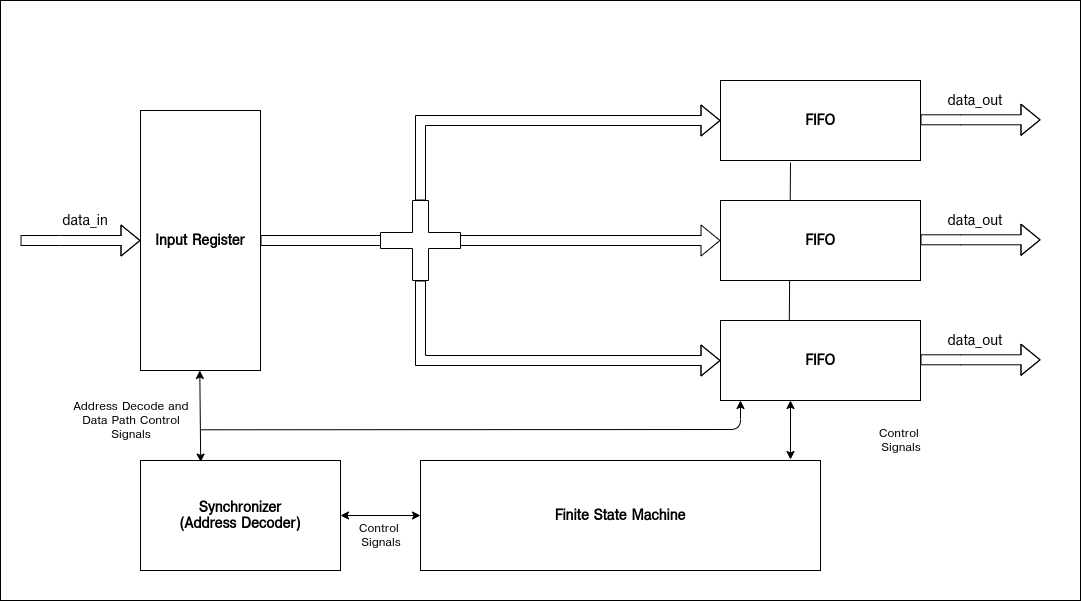 data_out
FIFO
data_in
Input Register
FIFO
data_out
FIFO
data_out
Address Decode and
Data Path Control
Signals
Control
Signals
Synchronizer
(Address Decoder)
Control
Signals
Finite State Machine